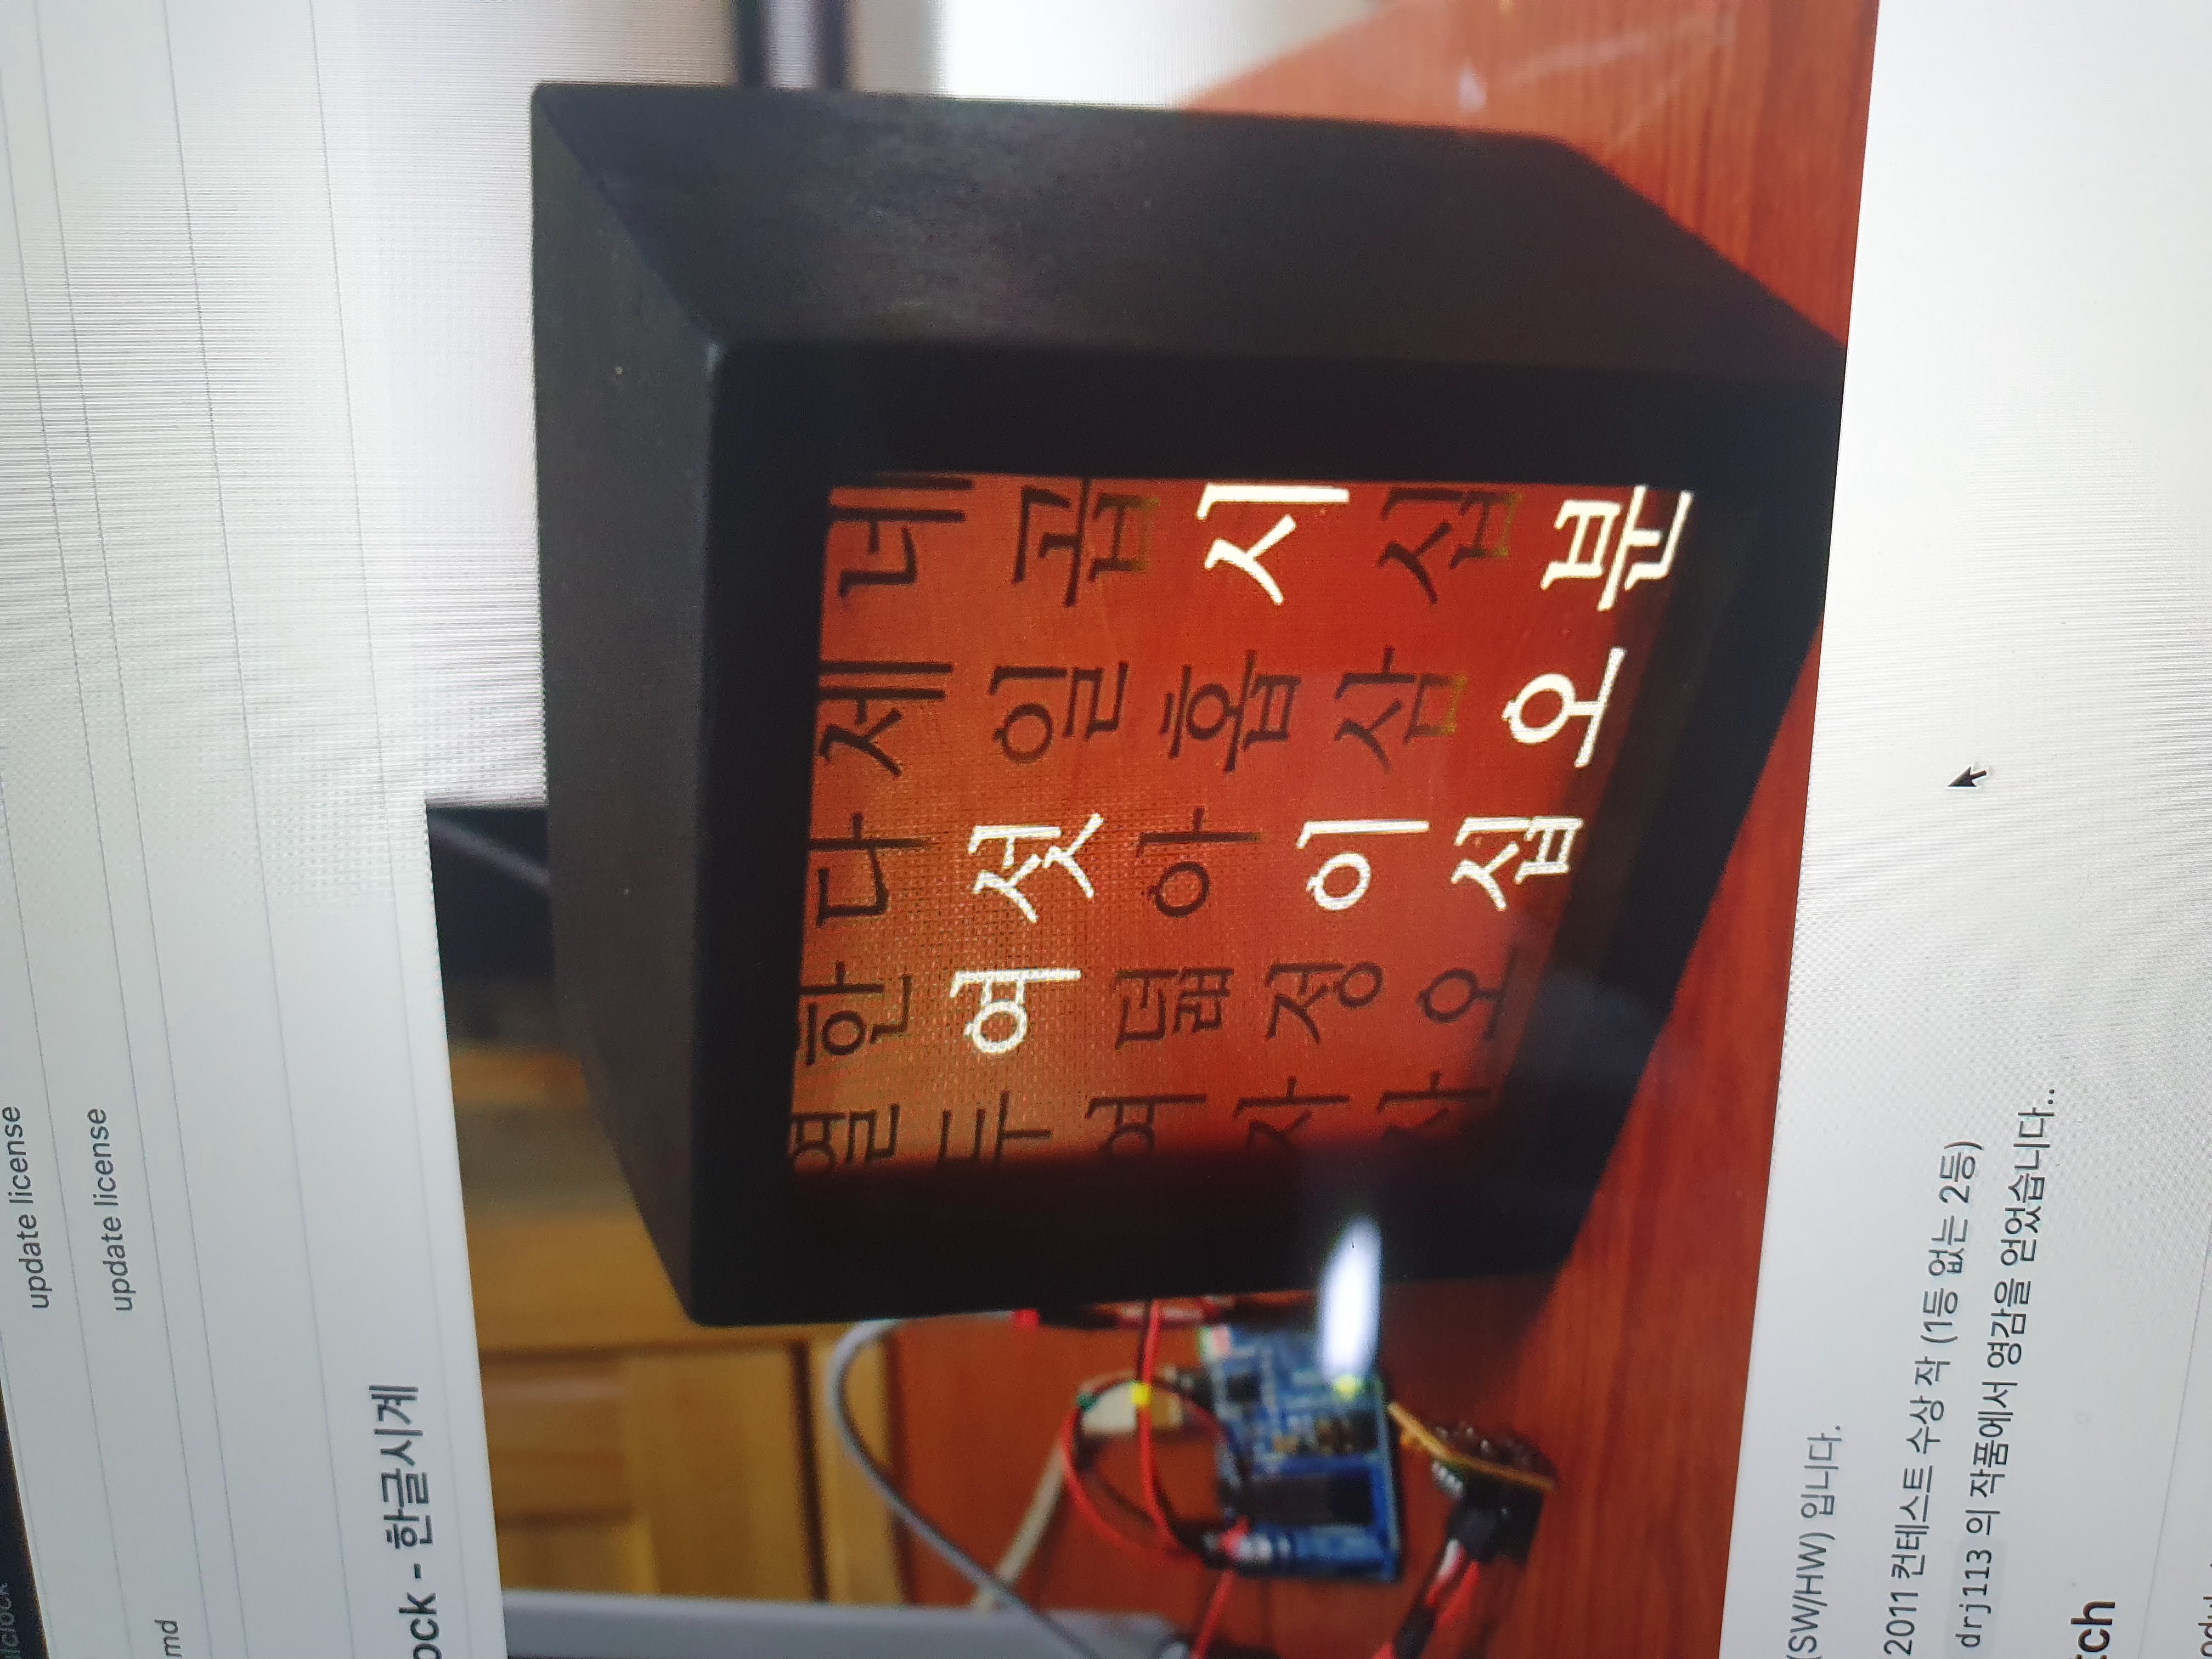 update license
md
update license
ock - 한글시계
열 한 다 세 네
두 여 섯 일 곱
여 덟 아 홉 시
자 정 이 삼 십
사 오 십 오 분
(SW/HW) 입니다.
2011 컨테스트 수상 작 (1등 없는 2등)
drj113 의 작품에서 영감을 얻었습니다..
tch